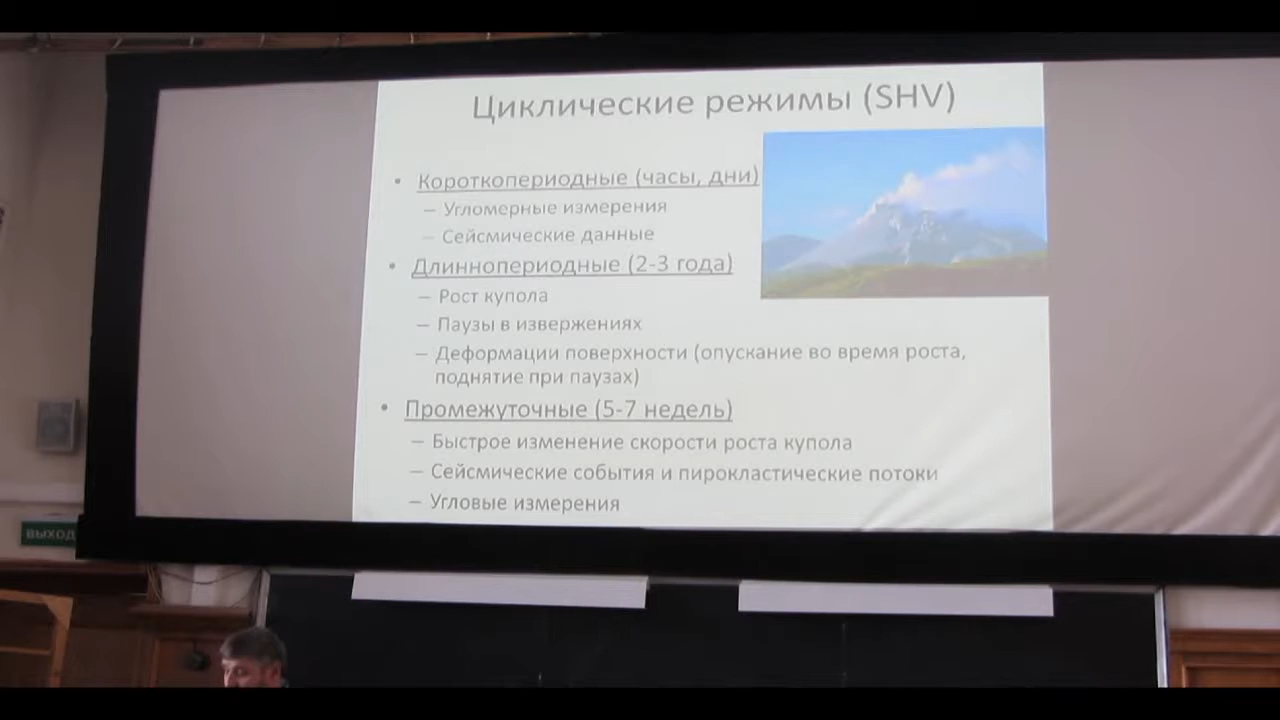 Циклические режимы (SHV)
• Короткопериодные (часы, дни)
– Угломерные измерения
– Сейсмические данные
• Длиннопериодные (2-3 года)
– Рост купола
– Паузы в извержениях
– Деформации поверхности (опускание во время роста,
поднятие при паузах)
• Промежуточные (5-7 недель)
– Быстрое изменение скорости роста купола
– Сейсмические события и пирокластические потоки
– Угловые измерения
ВЫХОД